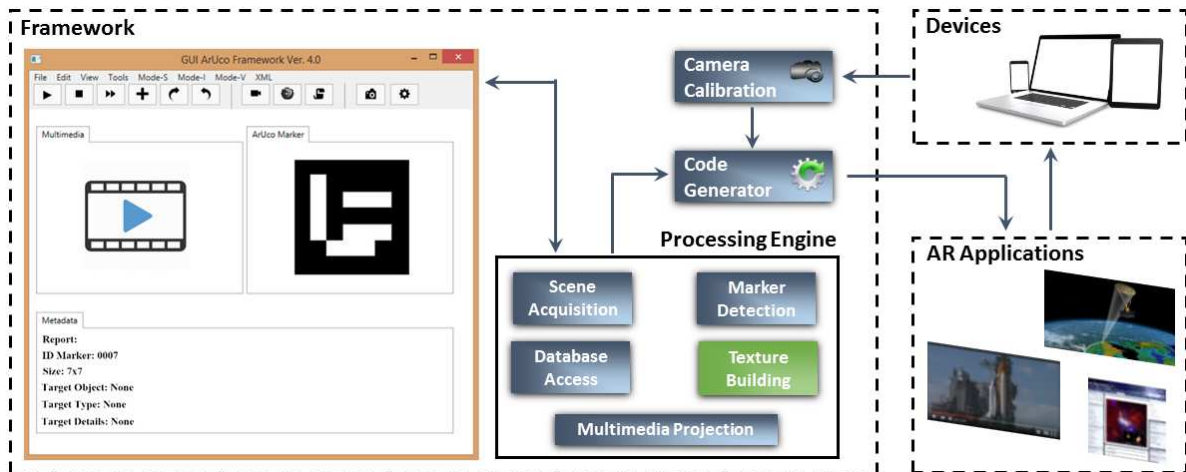 Framework
GUI ArUco Framework Ver. 4.0
File Edit View Tools Mode-S Mode-I Mode-V XML
Multimedia
ArUco Marker
Metadata
Report:
ID Marker: 0007
Size: 7x7
Target Object: None
Target Type: None
Target Details: None
Camera
Calibration
Code
Generator
Processing Engine
Scene
Acquisition
Marker
Detection
Database
Access
Texture
Building
Multimedia Projection
Devices
AR Applications